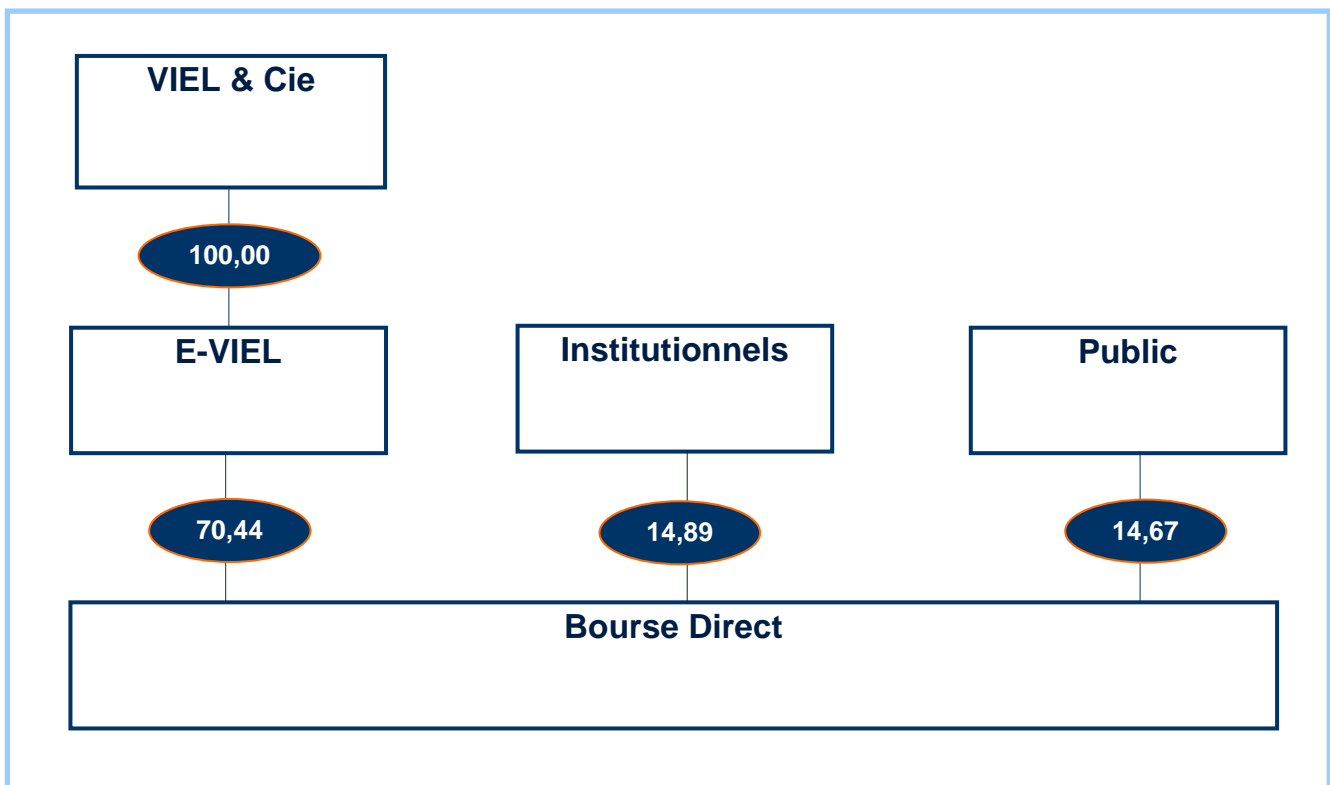 VIEL & Cie
100,00
E-VIEL
Institutionnels
Public
70,44
14,89
14,67
Bourse Direct